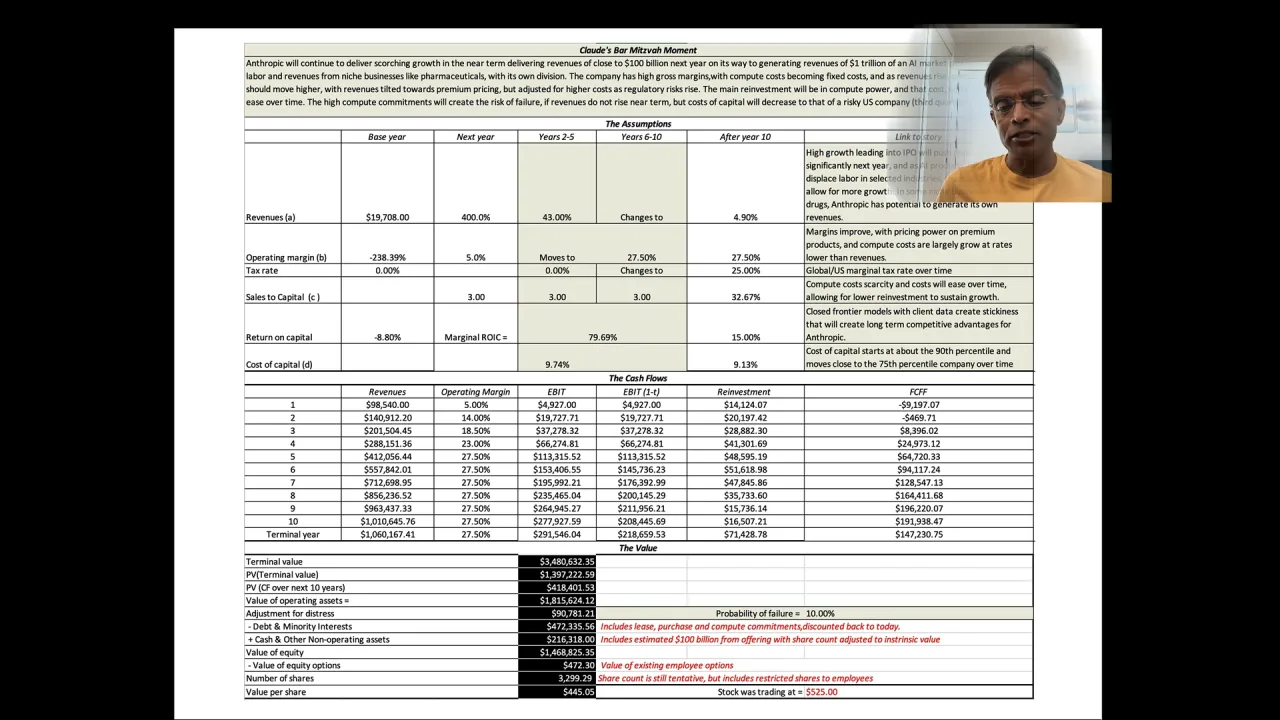 Claude's Bar Mitzvah Moment
Anthropic will continue to deliver scorching growth in the near term delivering revenues of close to $100 billion next year on its way to generating revenues of $1 trillion of an AI market
labor and revenues from niche businesses like pharmaceuticals, with its own division. The company has high gross margins,with compute costs becoming fixed costs, and as revenues
should move higher, with revenues tilted towards premium pricing, but adjusted for higher costs as regulatory risks rise. The main reinvestment will be in compute power, and that
ease over time. The high compute commitments will create the risk of failure, if revenues do not rise near term, but costs of capital will decrease to that of a risky US company
The Assumptions
Base year Next year Years 2-5 Years 6-10 After year 10 Link to story
High growth leading into IPO will
significantly next year, and as AI
displace labor in selected
allow for more growth. In
drugs, Anthropic has potential to generate its own
Revenues (a) $19,708.00 400.0% 43.00% Changes to 4.90% revenues.
Margins improve, with pricing power on premium
products, and compute costs are largely grow at rates
Operating margin (b) -238.39% 5.0% Moves to 27.50% 27.50% lower than revenues.
Tax rate 0.00% 0.00% Changes to 25.00% Global/US marginal tax rate over time
Compute costs scarcity and costs will ease over time,
Sales to Capital (c ) 3.00 3.00 3.00 32.67% allowing for lower reinvestment to sustain growth.
Closed frontier models with client data create stickiness
that will create long term competitive advantages for
Return on capital -8.80% Marginal ROIC = 79.69% 15.00% Anthropic.
Cost of capital starts at about the 90th percentile and
Cost of capital (d) 9.74% 9.13% moves close to the 75th percentile company over time
The Cash Flows
Revenues Operating Margin EBIT EBIT (1-t) Reinvestment FCFF
1 $98,540.00 5.00% $4,927.00 $4,927.00 $14,124.07 -$9,197.07
2 $140,912.20 14.00% $19,727.71 $19,727.71 $20,197.42 -$469.71
3 $201,504.45 18.50% $37,278.32 $37,278.32 $28,882.30 $8,396.02
4 $288,151.36 23.00% $66,274.81 $66,274.81 $41,301.69 $24,973.12
5 $412,056.44 27.50% $113,315.52 $113,315.52 $48,595.19 $64,720.33
6 $557,842.01 27.50% $153,406.55 $145,736.23 $51,618.98 $94,117.24
7 $712,698.95 27.50% $195,992.21 $176,392.99 $47,845.86 $128,547.13
8 $856,236.52 27.50% $235,465.04 $200,145.29 $35,733.60 $164,411.68
9 $963,437.33 27.50% $264,945.27 $211,956.21 $15,736.14 $196,220.07
10 $1,010,645.76 27.50% $277,927.59 $208,445.69 $16,507.21 $191,938.47
Terminal year $1,060,167.41 27.50% $291,546.04 $218,659.53 $71,428.78 $147,230.75
The Value
Terminal value $3,480,632.35
PV(Terminal value) $1,397,222.59
PV (CF over next 10 years) $418,401.53
Value of operating assets = $1,815,624.12
Adjustment for distress $90,781.21 Probability of failure = 10.00%
- Debt & Minority Interests $472,335.56 Includes lease, purchase and compute commitments,discounted back to today.
+ Cash & Other Non-operating assets $216,318.00 Includes estimated $100 billion from offering with share count adjusted to instrinsic value
Value of equity $1,468,825.35
- Value of equity options $472.30 Value of existing employee options
Number of shares 3,299.29 Share count is still tentative, but includes restricted shares to employees
Value per share $445.05 Stock was trading at = $525.00